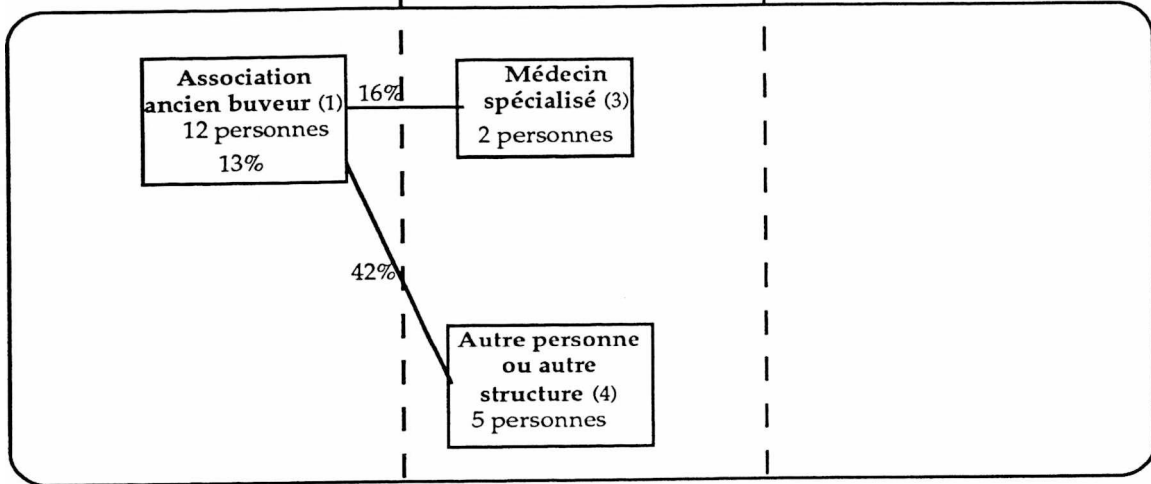 Association
ancien buveur (1)
12 personnes
13%
16%
Médecin
spécialisé (3)
2 personnes
42%
Autre personne
ou autre
structure (4)
5 personnes